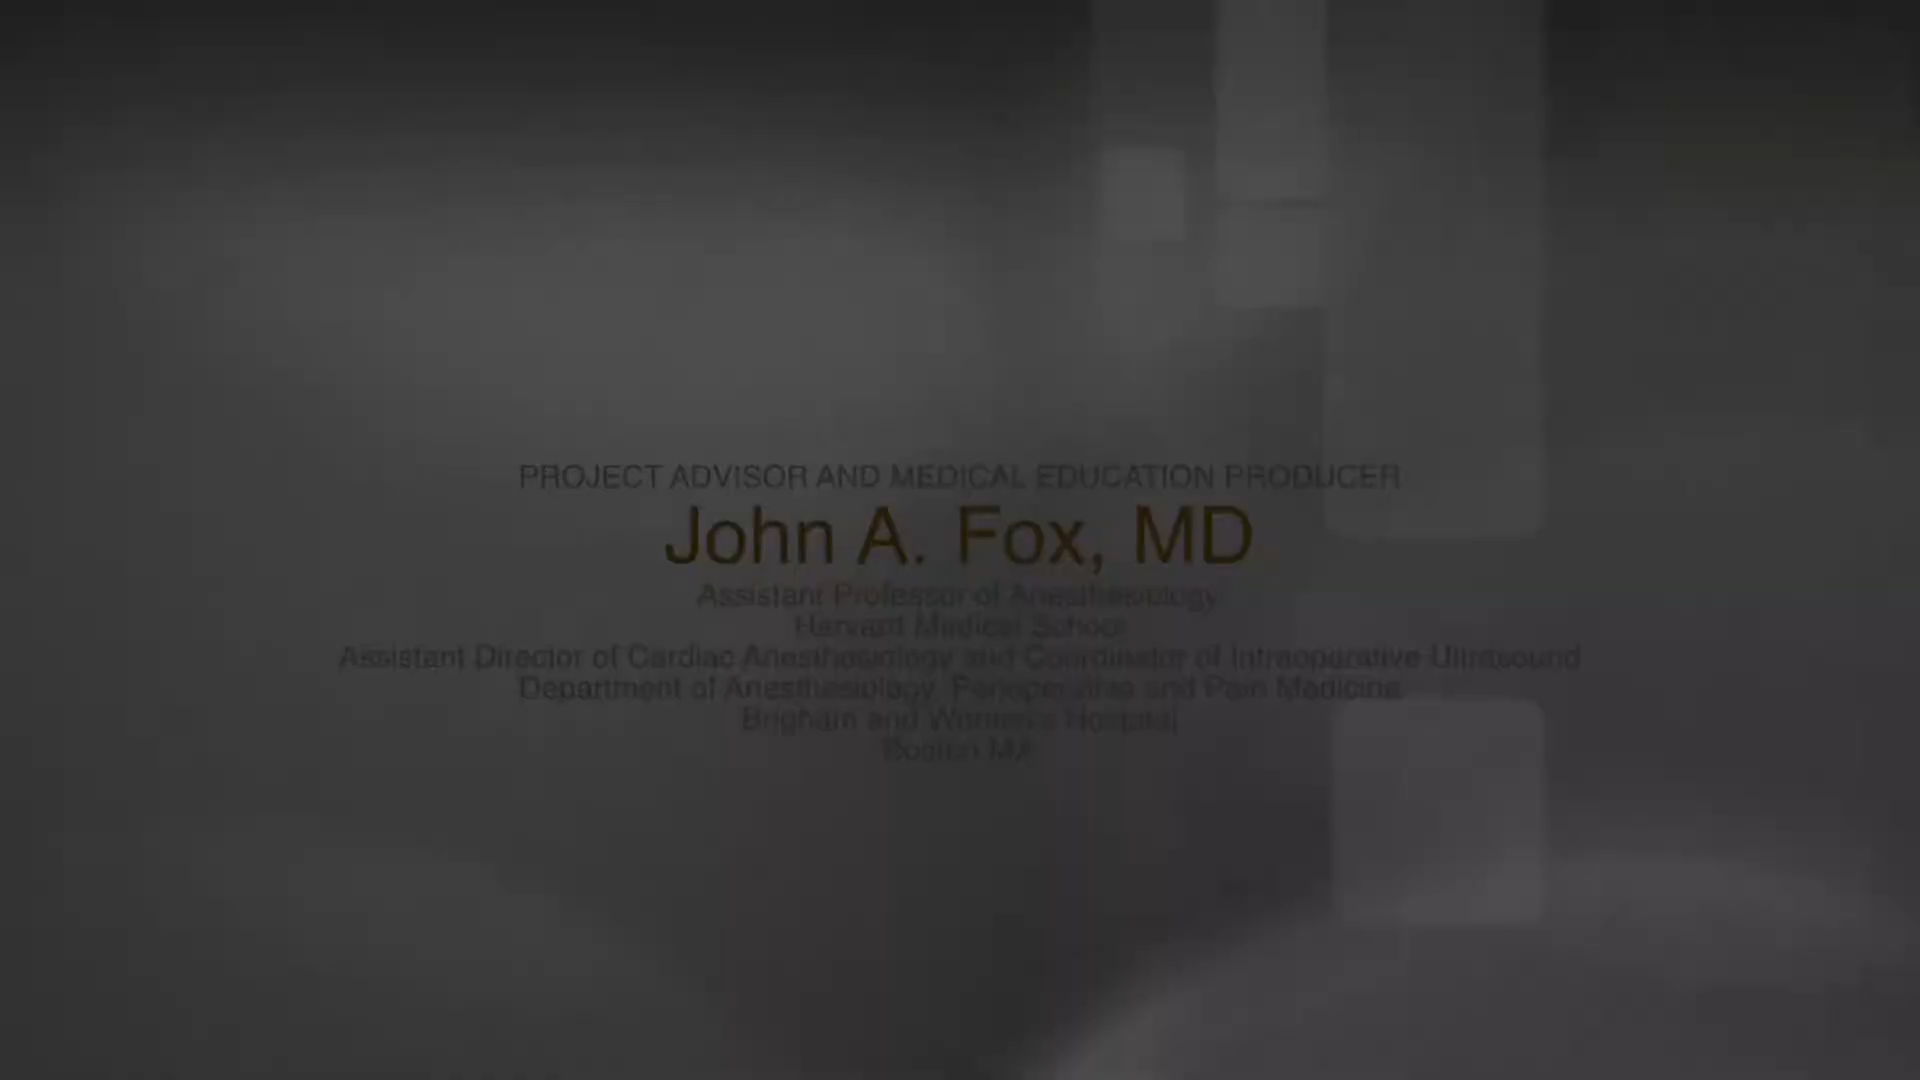 PROJECT ADVISOR AND MEDICAL EDUCATION PRODUCER
John A. Fox, MD
Assistant Professor of Anesthesiology
Harvard Medical School
Assistant Director of Cardiac Anesthesiology and Coordinator of Intraoperative Ultrasound
Department of Anesthesiology, Perioperative and Pain Medicine
Brigham and Women's Hospital
Boston MA